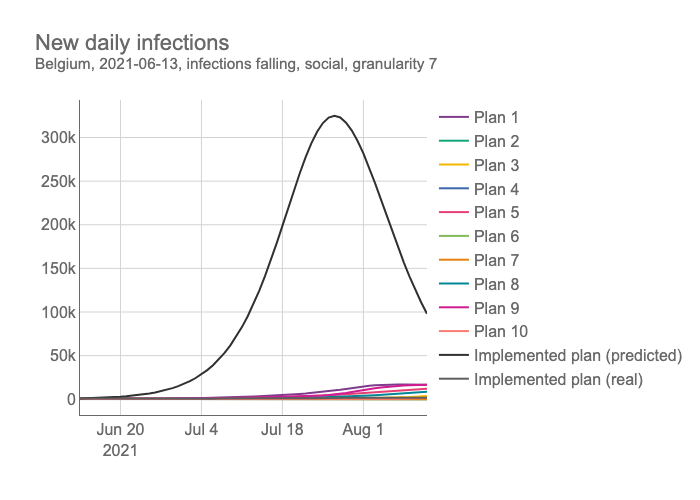 New daily infections
Belgium, 2021-06-13, infections falling, social, granularity 7
300k
250k
200k
150k
100k
50k
0
Jun 20
2021
Jul 4
Jul 18
Aug 1
Plan 1
Plan 2
Plan 3
Plan 4
Plan 5
Plan 6
Plan 7
Plan 8
Plan 9
Plan 10
Implemented plan (predicted)
Implemented plan (real)